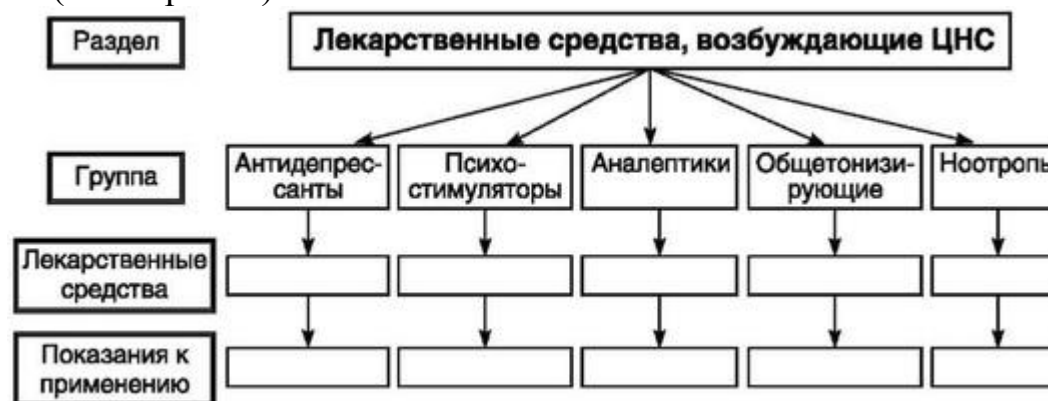 Раздел
Лекарственные средства, возбуждающие ЦНС
Группа
Антидепрес-
санты
Психо-
стимуляторы
Аналептики
Общетонизи-
рующие
Ноотропы
Лекарственные
средства
Показания к
применению